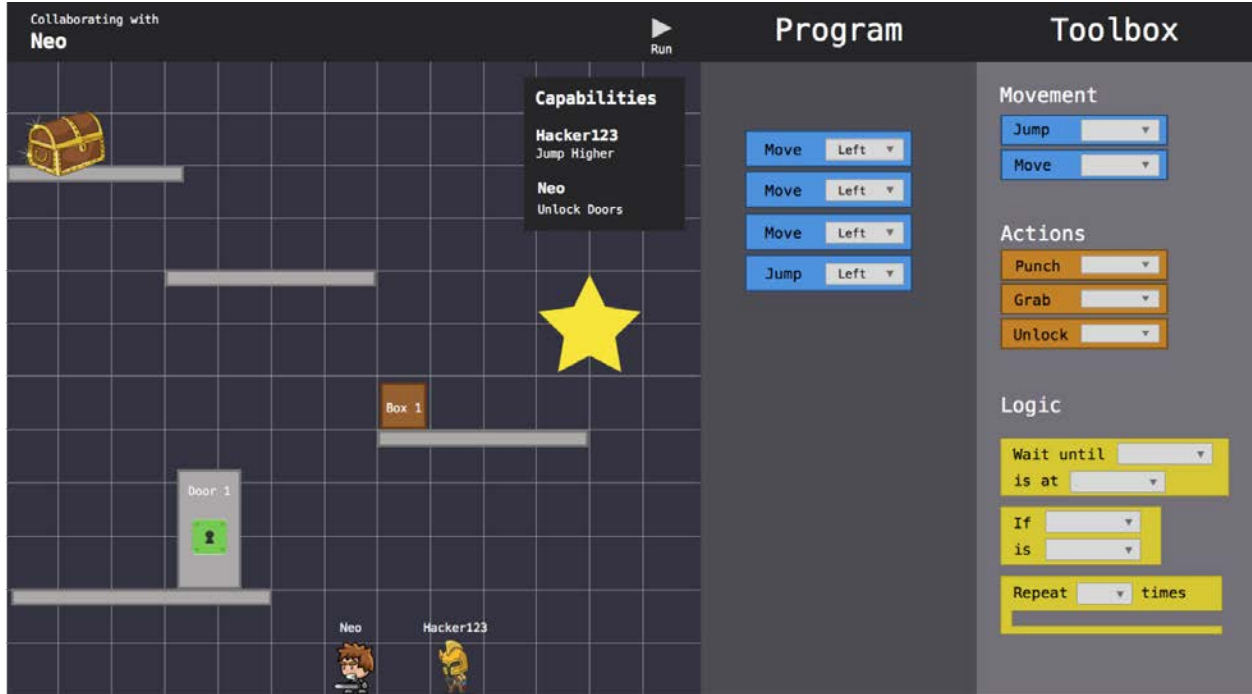 Collaborating with
Neo
Run
Program
Toolbox
Capabilities
Hacker123
Jump Higher
Neo
Unlock Doors
Box 1
Door 1
Neo
Hacker123
Move Left
Move Left
Move Left
Jump Left
Movement
Jump
Move
Actions
Punch
Grab
Unlock
Logic
Wait until
is at
If
is
Repeat times